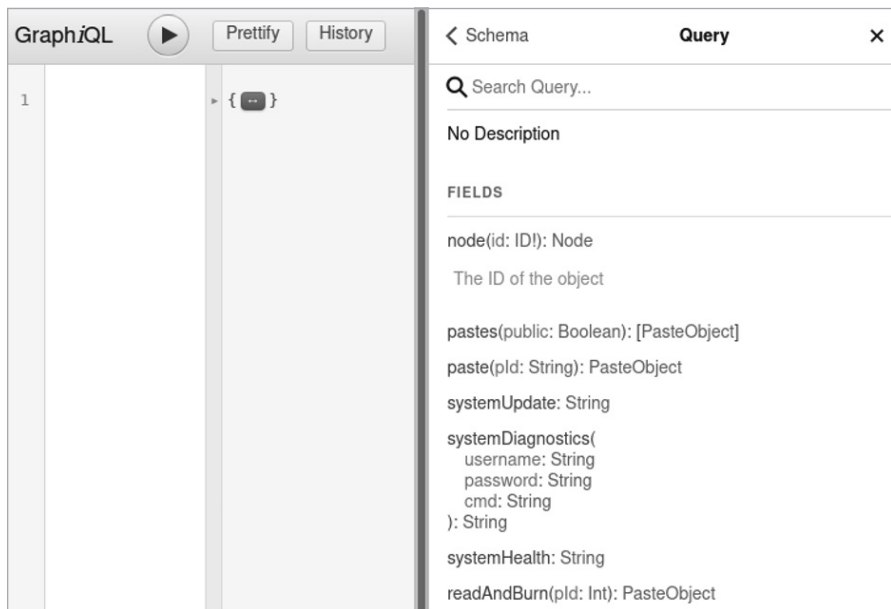 GraphiQL
Prettify
History
1
{ ↔ }
Schema
Query
×
Search Query...
No Description
FIELDS
node(id: ID!): Node
The ID of the object
pastes(public: Boolean): [PasteObject]
paste(pId: String): PasteObject
systemUpdate: String
systemDiagnostics(
username: String
password: String
cmd: String
): String
systemHealth: String
readAndBurn(pId: Int): PasteObject